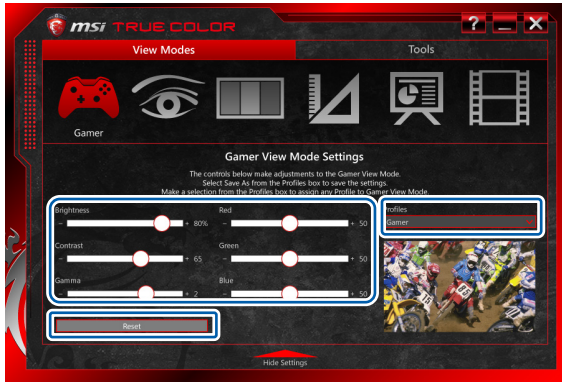 msi TRUE COLOR
? _ X
View Modes
Tools
Gamer
Gamer View Mode Settings
The controls below make adjustments to the Gamer View Mode.
Select Save As from the Profiles box to save the settings.
Make a selection from the Profiles box to assign any Profile to Gamer View Mode.
Brightness
- + 80%
Contrast
- + 65
Gamma
- + 2
Red
- + 50
Green
- + 50
Blue
- + 50
Profiles
Gamer
Reset
Hide Settings